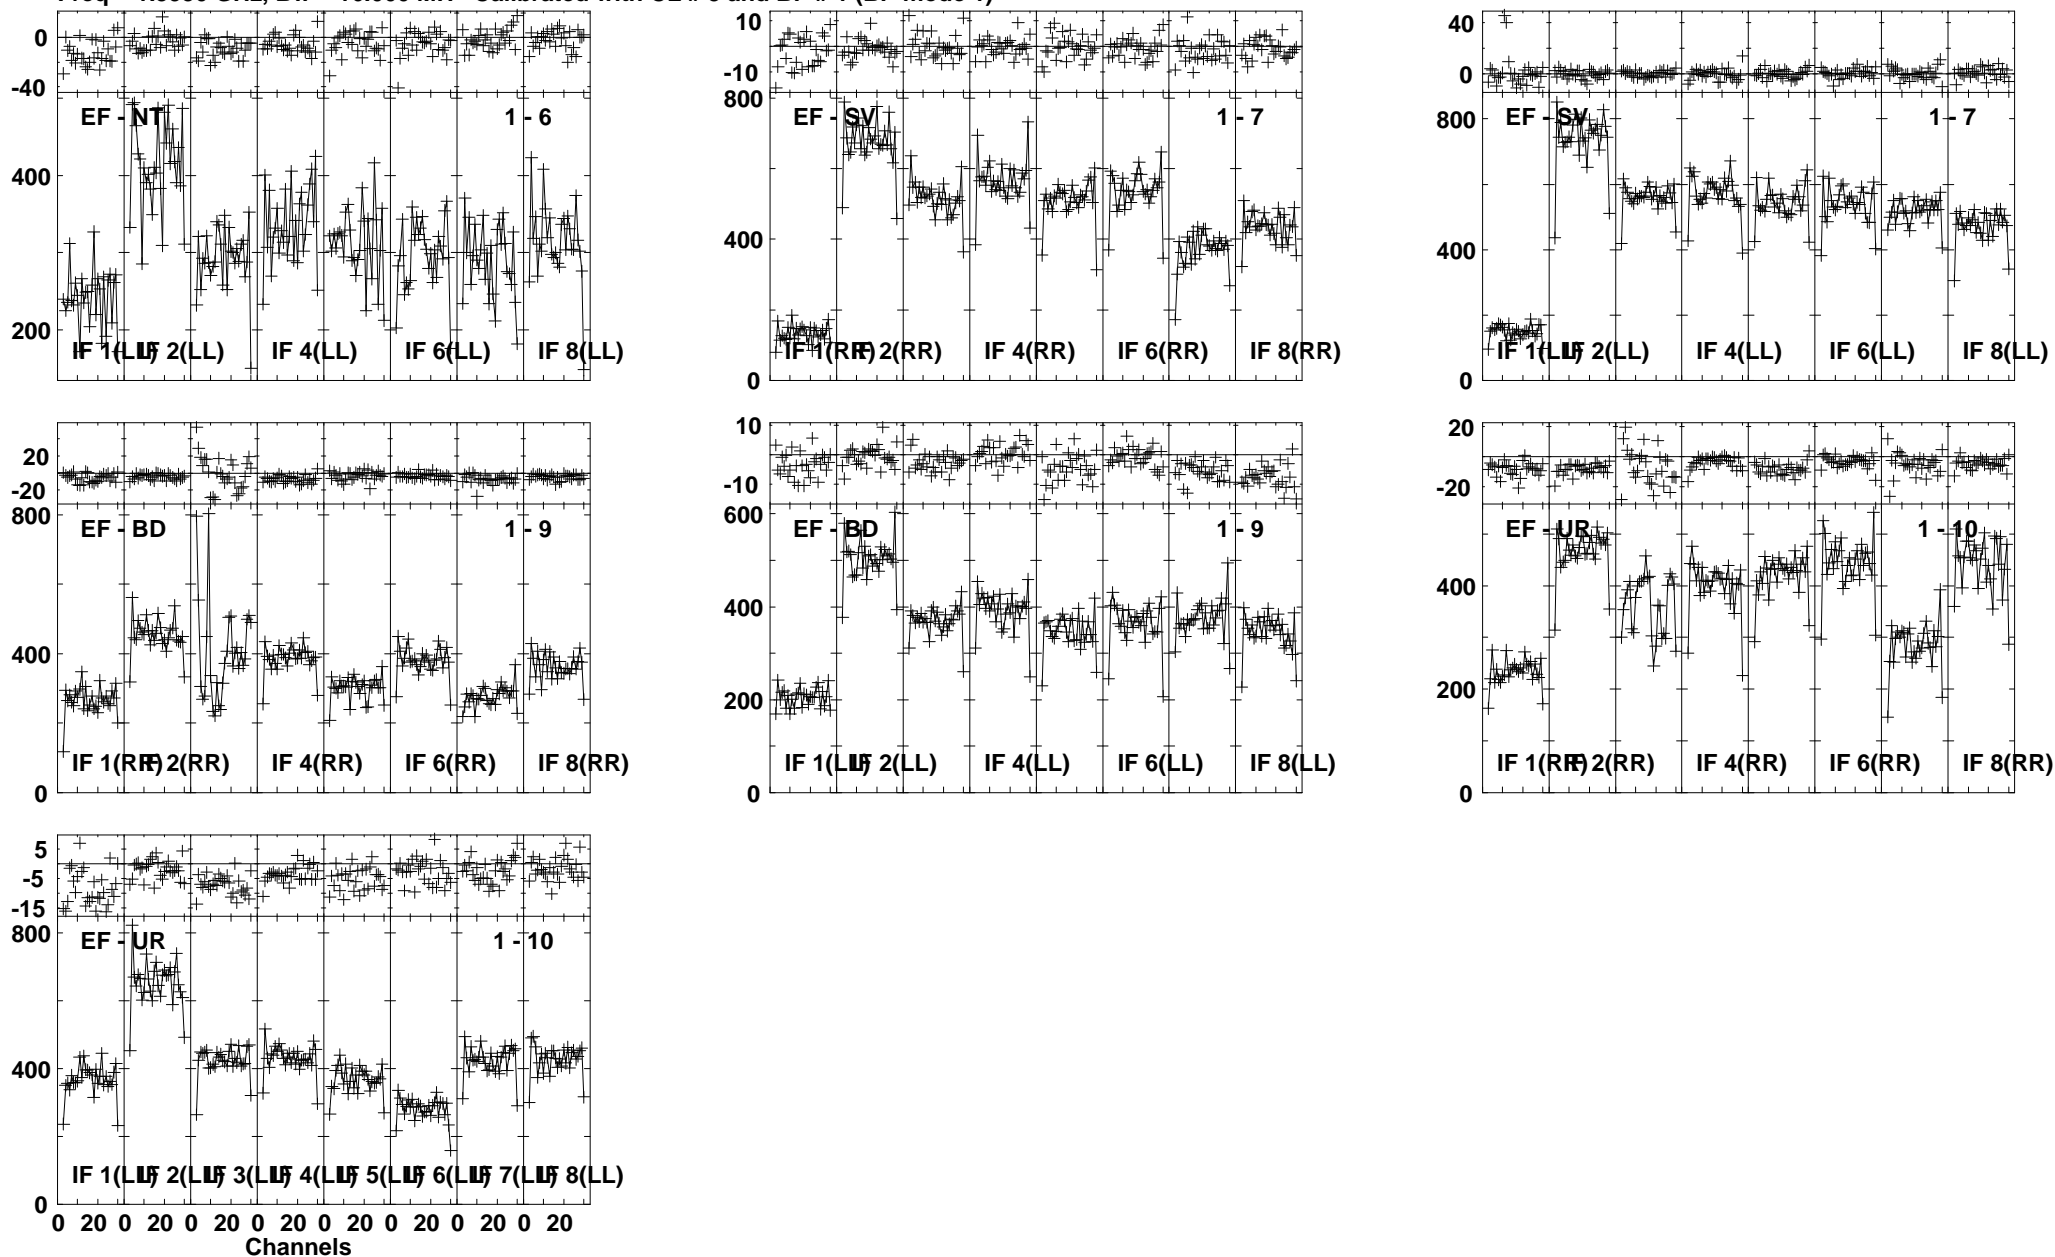 0
-40
400
200
EF - NT
1 - 6
IF 1(LL) IF 2(LL) IF 4(LL) IF 6(LL) IF 8(LL)
10
-10
800
400
0
EF - SV
1 - 7
IF 1(RR) IF 2(RR) IF 4(RR) IF 6(RR) IF 8(RR)
40
0
800
400
0
EF - SV
1 - 7
IF 1(LL) IF 2(LL) IF 4(LL) IF 6(LL) IF 8(LL)
20
-20
800
400
0
EF - BD
1 - 9
IF 1(RR) IF 2(RR) IF 4(RR) IF 6(RR) IF 8(RR)
10
-10
600
400
200
0
EF - BD
1 - 9
IF 1(LL) IF 2(LL) IF 4(LL) IF 6(LL) IF 8(LL)
20
-20
400
200
0
EF - UR
1 - 10
IF 1(RR) IF 2(RR) IF 4(RR) IF 6(RR) IF 8(RR)
5
-5
-15
800
400
0
EF - UR
1 - 10
IF 1(LL) IF 2(LL) IF 3(LL) IF 4(LL) IF 5(LL) IF 6(LL) IF 7(LL) IF 8(LL)
0 20 0 20 0 20 0 20 0 20 0 20 0 20 0 20
Channels